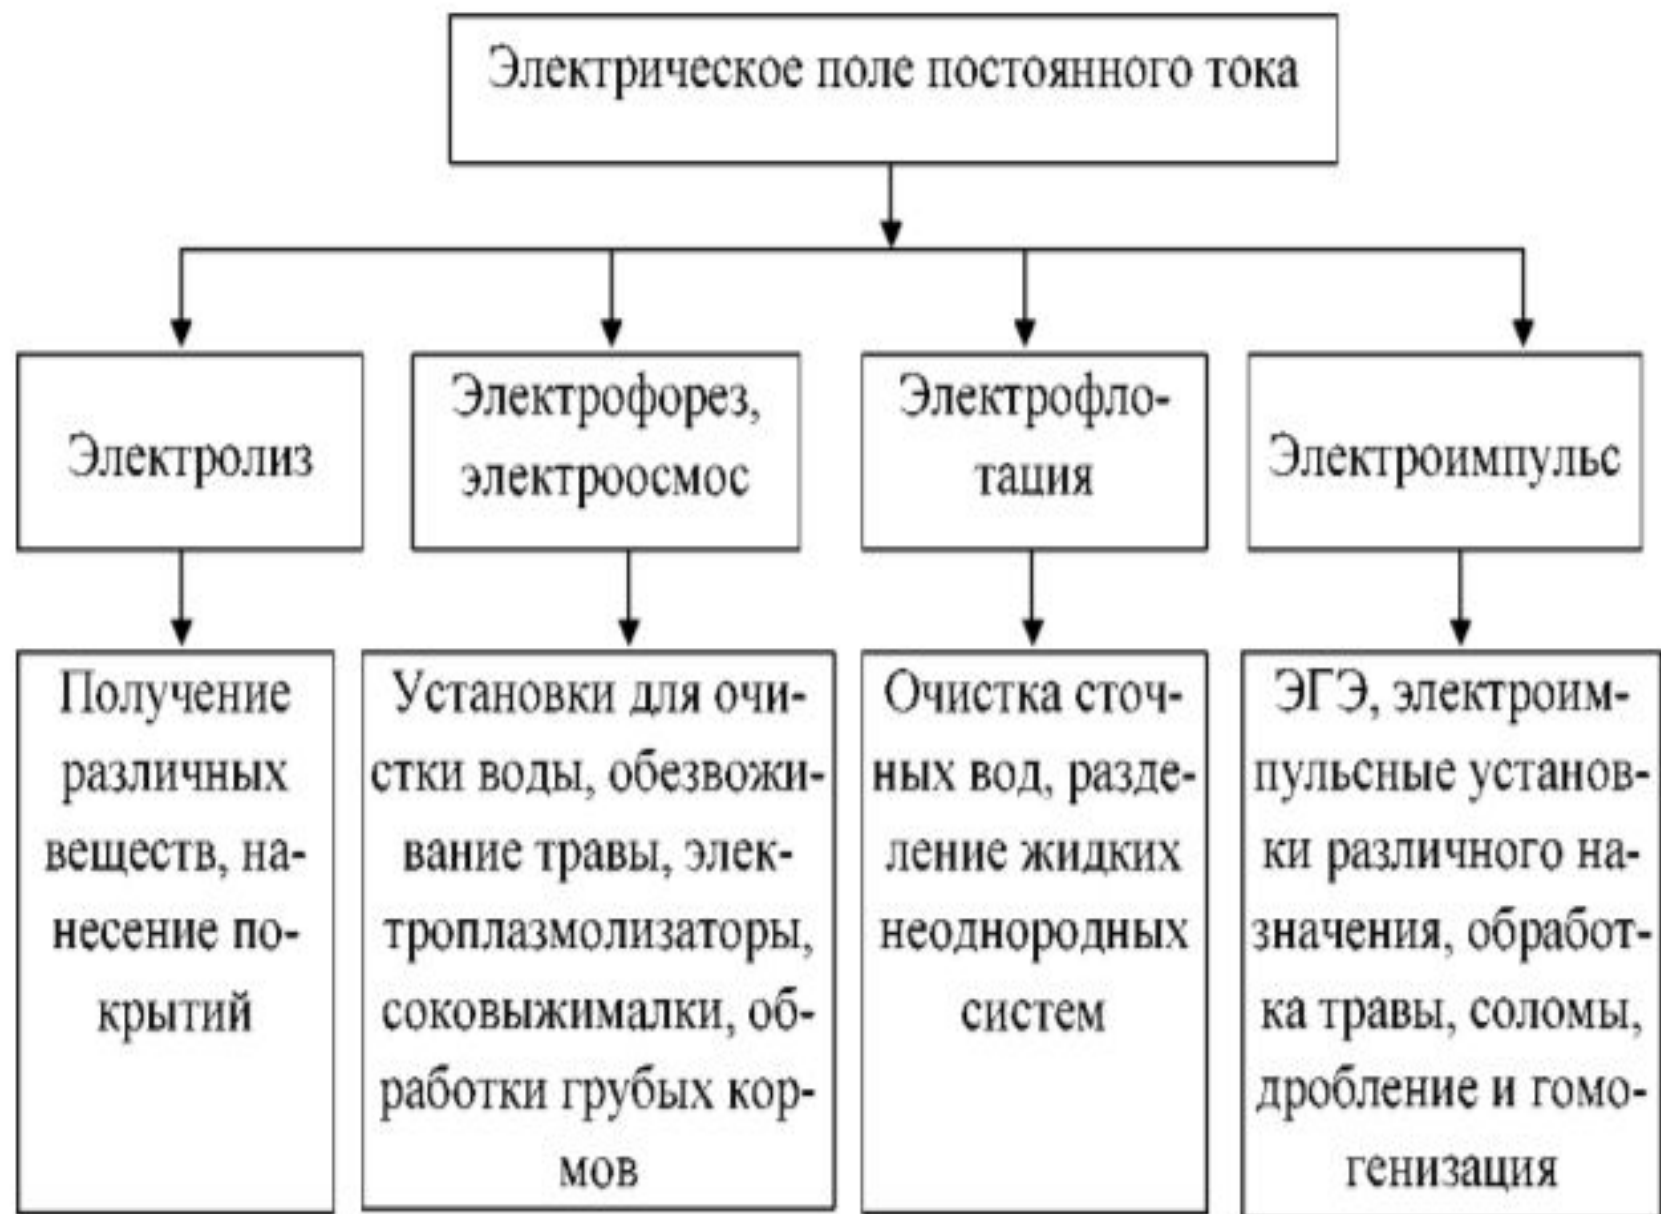 Электрическое поле постоянного тока
Электролиз
Электрофорез,
электроосмос
Электрофло-
тация
Электроимпульс
Получение
различных
веществ, на-
несение по-
крытий
Установки для очи-
стки воды, обезвожи-
вание травы, элек-
троплазмолизаторы,
соковыжималки, об-
работки грубых кор-
мов
Очистка сточ-
ных вод, разде-
ление жидких
неоднородных
систем
ЭГЭ, электроим-
пульсные установ-
ки различного на-
значения, обработ-
ка травы, соломы,
дробление и гомо-
генизация